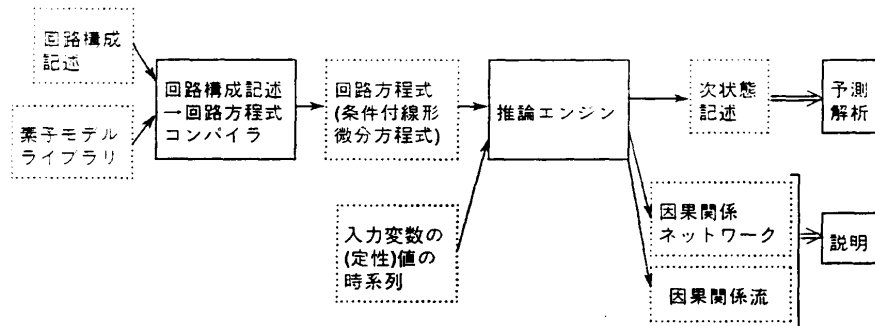 回路構成
記述
素子モデル
ライブラリ
回路構成記述
→回路方程式
コンパイラ
回路方程式
(条件付線形
微分方程式)
入力変数の
(定性)値の
時系列
推論エンジン
次状態
記述
予測
解析
因果関係
ネットワーク
因果関係流
説明